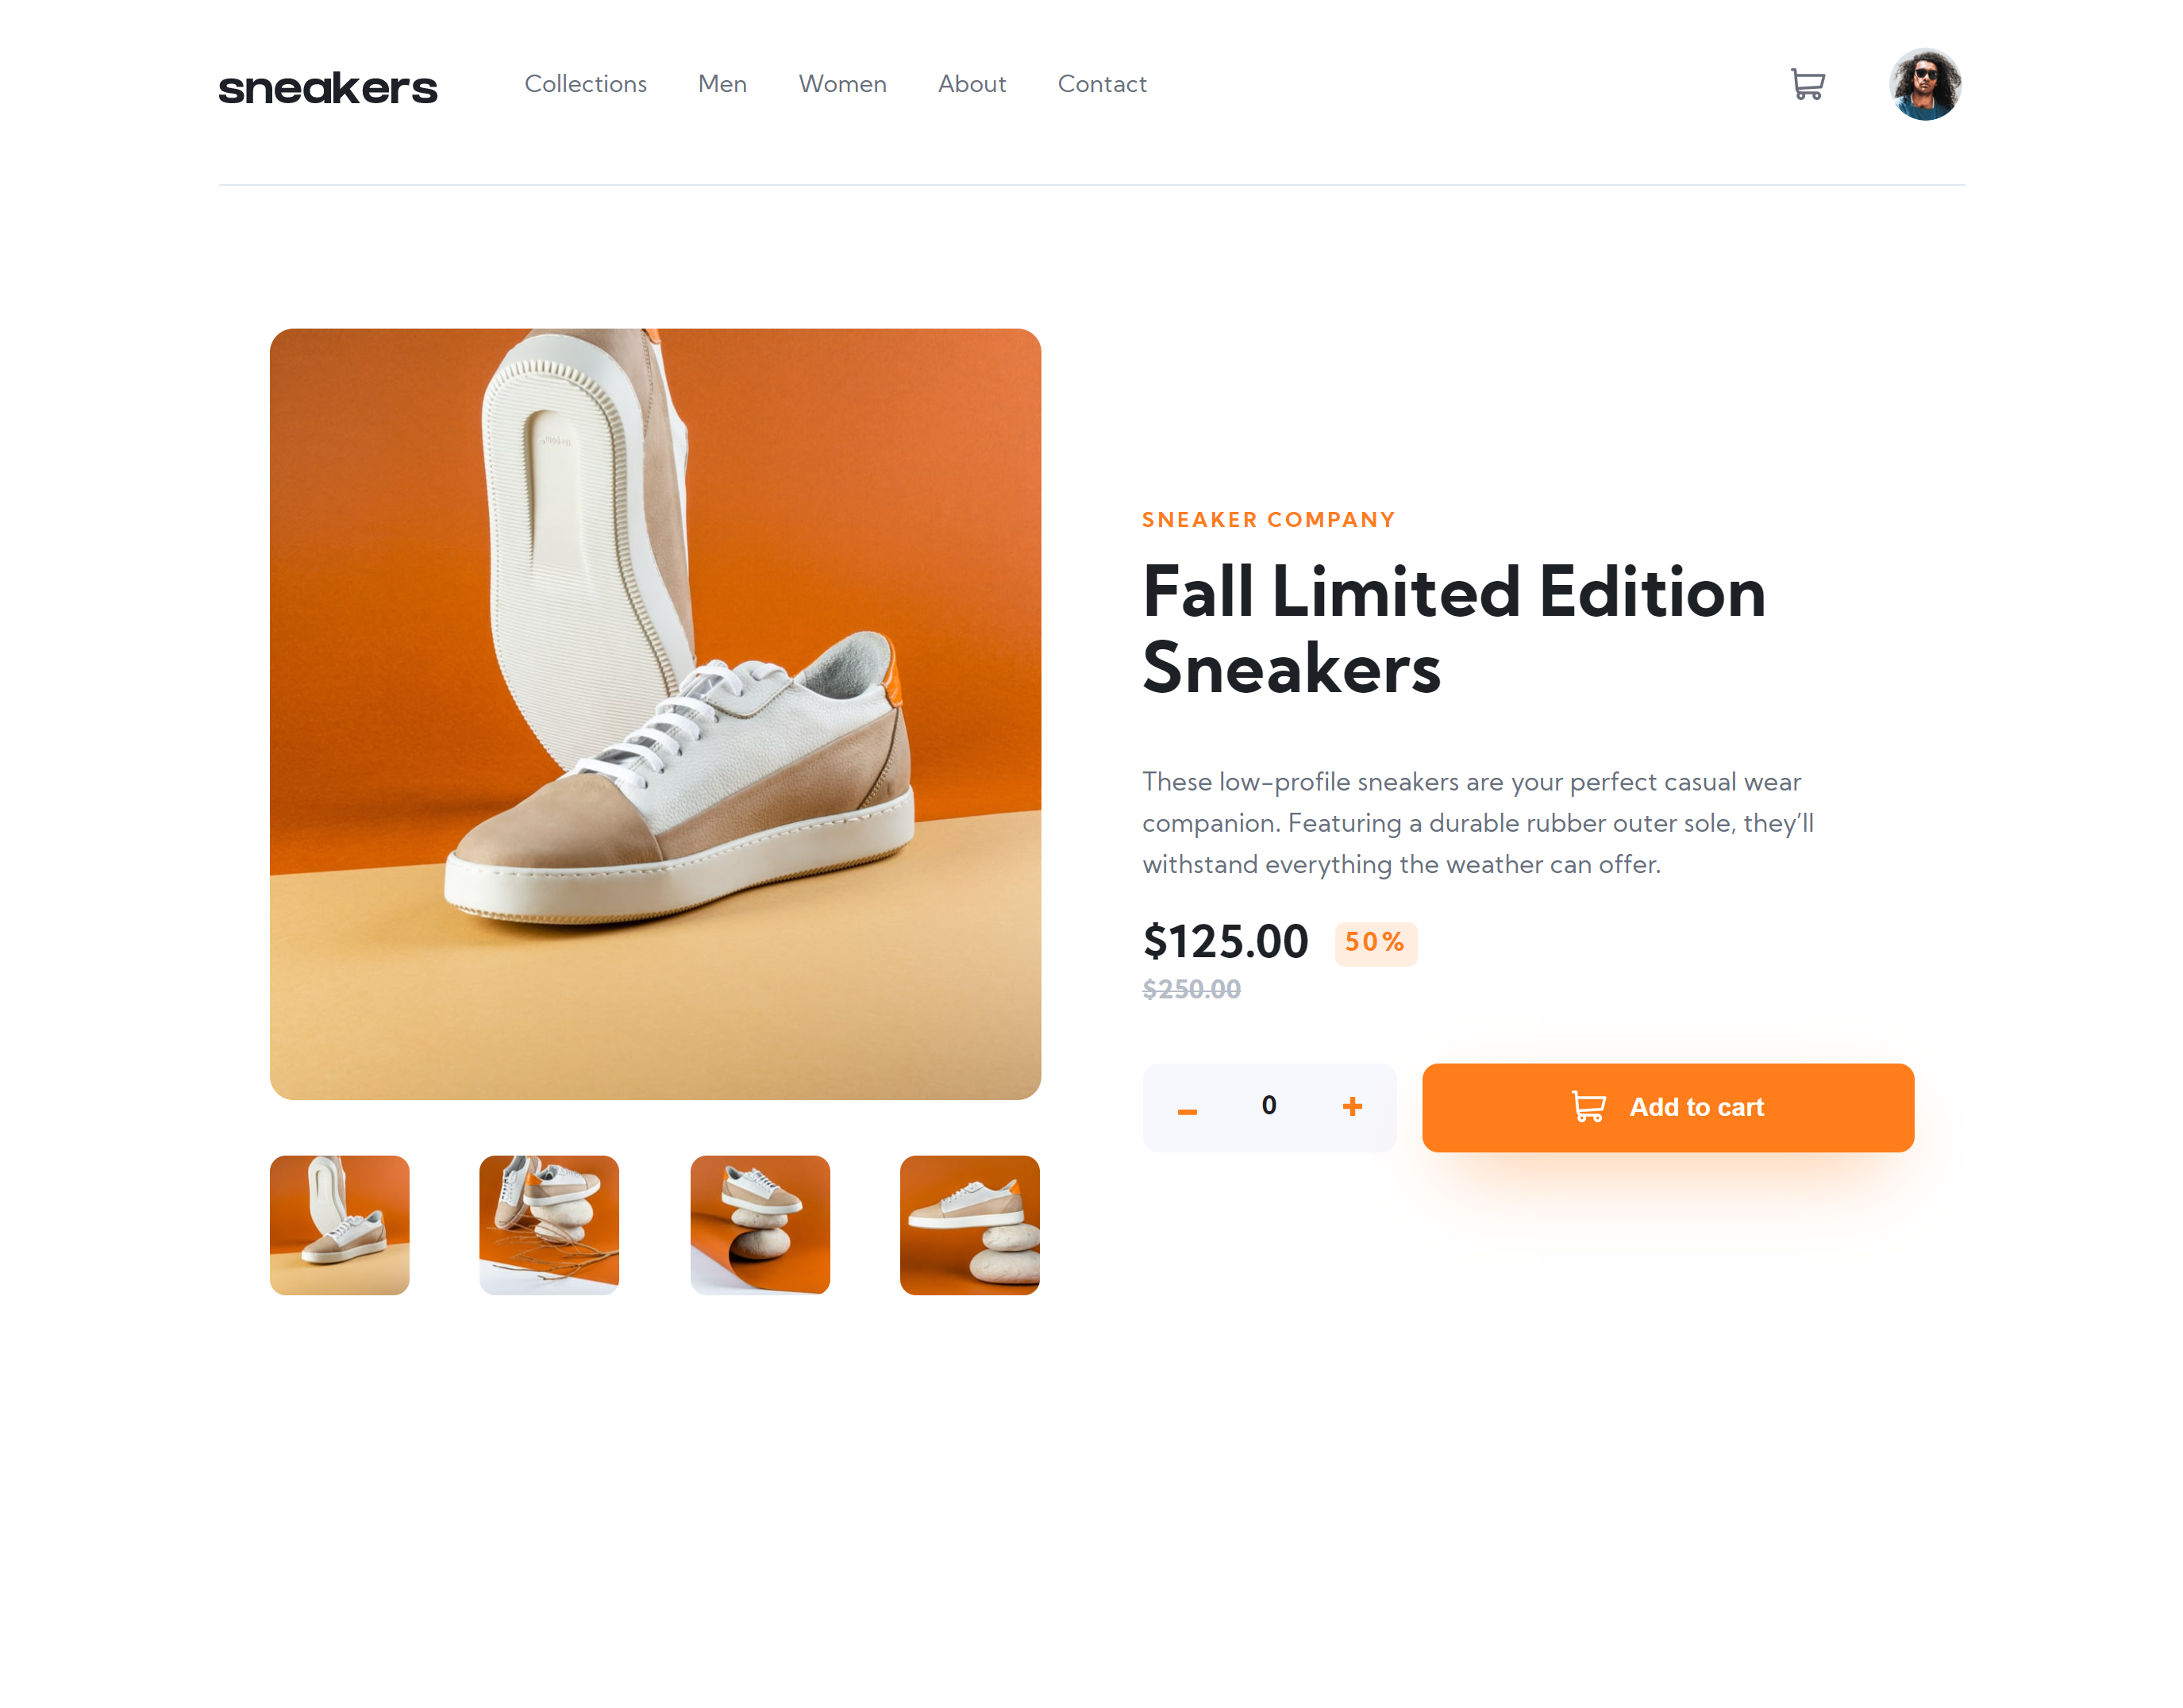 sneakers
Collections
Men
Women
About
Contact
SNEAKER COMPANY
Fall Limited Edition
Sneakers
These low-profile sneakers are your perfect casual wear
companion. Featuring a durable rubber outer sole, they’ll
withstand everything the weather can offer.
$125.00 50%
$250.00
– 0 +
Add to cart